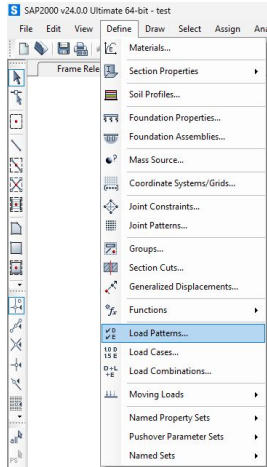 S SAP2000 v24.0.0 Ultimate 64-bit - test
File Edit View Define Draw Select Assign Ana
Frame Rele
Materials...
Section Properties
Soil Profiles...
Foundation Properties...
Foundation Assemblies...
Mass Source...
Coordinate Systems/Grids...
Joint Constraints...
Joint Patterns...
Groups...
Section Cuts...
Generalized Displacements...
Functions
Load Patterns...
Load Cases...
Load Combinations...
Moving Loads
Named Property Sets
Pushover Parameter Sets
Named Sets